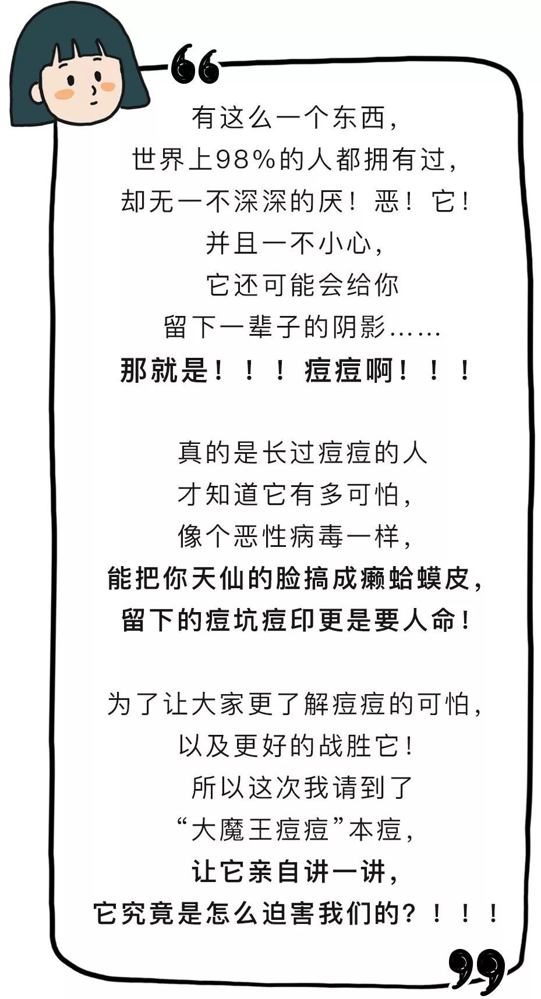 有这么一个东西，
世界上98%的人都拥有过，
却无一不深深的厌！恶！它！
并且一不小心，
它还可能会给你
留下一辈子的阴影……
那就是！！！痘痘啊！！！
真的是长过痘痘的人
才知道它有多可怕，
像个恶性病毒一样，
能把你天仙的脸搞成癞蛤蟆皮，
留下的痘坑痘印更是要人命！
为了让大家更了解痘痘的可怕，
以及更好的战胜它！
所以这次我请到了
“大魔王痘痘”本痘，
让它亲自讲一讲，
它究竟是怎么迫害我们的？！！！